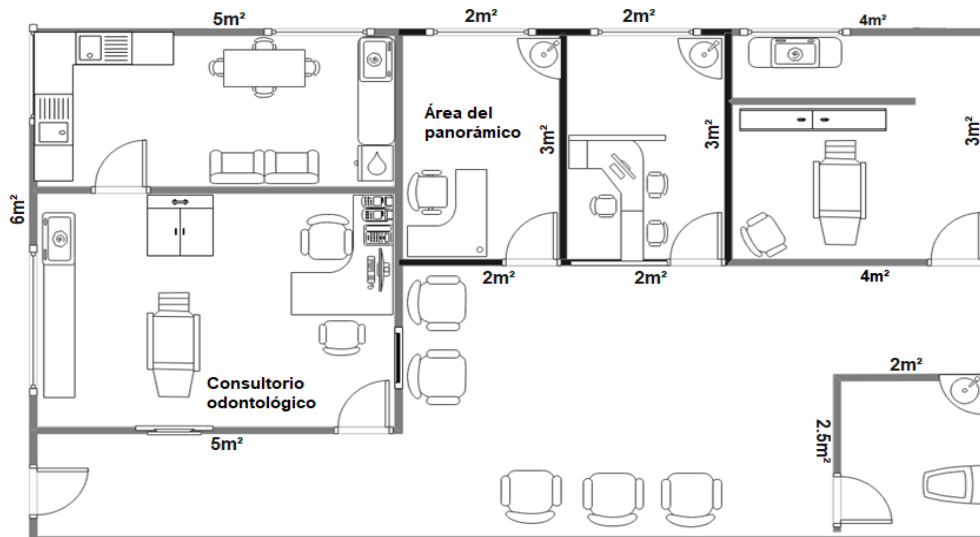 5m²
2m²
2m²
4m²
Área del
panorámico
3m²
3m²
3m²
6m²
2m²
2m²
4m²
Consultorio
odontológico
2m²
5m²
2.5m²